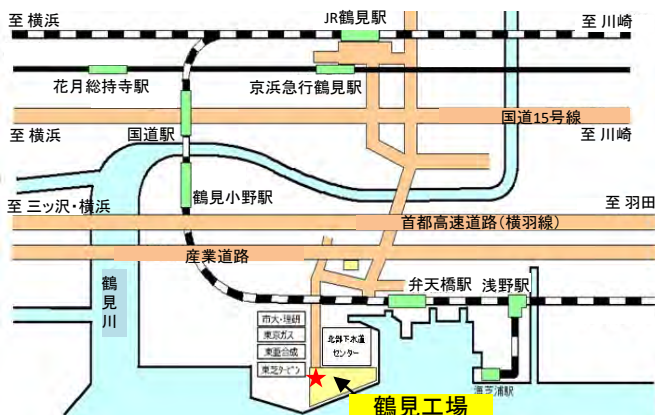 至 横浜
JR鶴見駅
至 川崎
花月総持寺駅
京浜急行鶴見駅
国道15号線
至 横浜
国道駅
至 川崎
鶴見小野駅
至 三ッ沢・横浜
至 羽田
首都高速道路(横羽線)
産業道路
鶴見川
弁天橋駅
浅野駅
市大・理研
東京ガス
東亜合成
東芝タービン
北部下水道
センター
海芝浦駅
鶴見工場